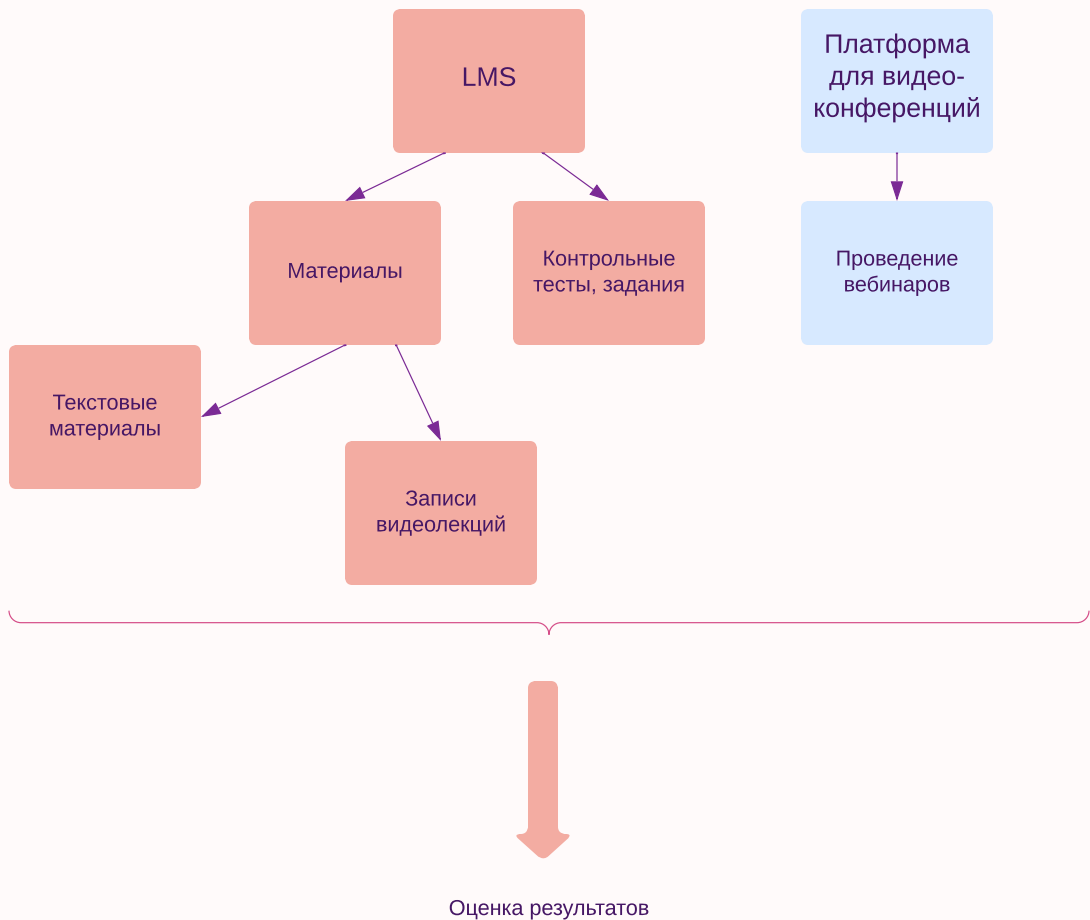 LMS
Платформа
для видео-
конференций
Материалы
Контрольные
тесты, задания
Проведение
вебинаров
Текстовые
материалы
Записи
видеолекций
Оценка результатов